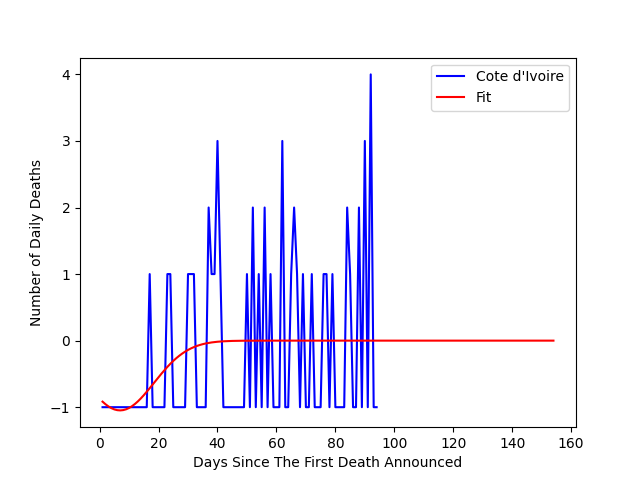 Cote d'Ivoire
Fit
Number of Daily Deaths
4
3
2
1
0
−1
0 20 40 60 80 100 120 140 160
Days Since The First Death Announced